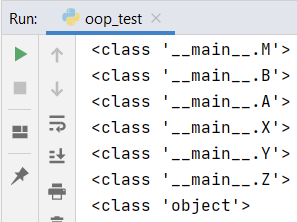 Run: oop_test
<class '__main__.M'>
<class '__main__.B'>
<class '__main__.A'>
<class '__main__.X'>
<class '__main__.Y'>
<class '__main__.Z'>
<class 'object'>